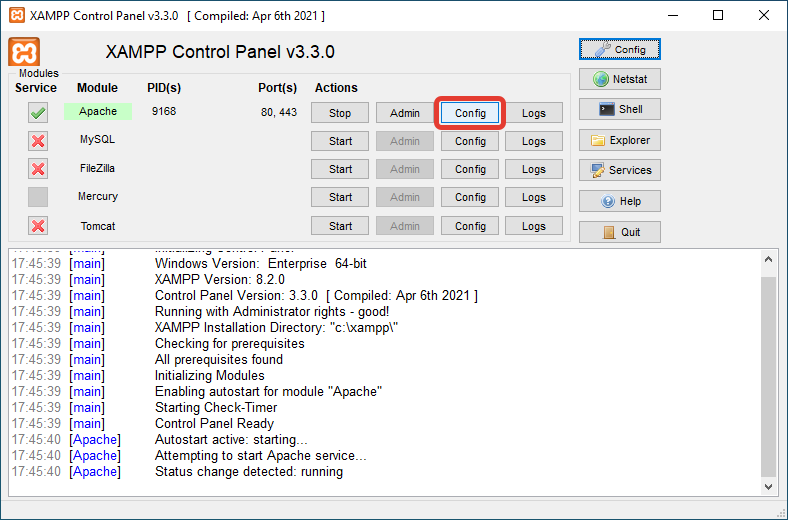 XAMPP Control Panel v3.3.0 [ Compiled: Apr 6th 2021 ]
XAMPP Control Panel v3.3.0
Config
Modules
Service Module PID(s) Port(s) Actions
Netstat
Apache 9168 80, 443 Stop Admin Config Logs
Shell
MySQL Start Admin Config Logs
Explorer
FileZilla Start Admin Config Logs
Services
Mercury Start Admin Config Logs
Help
Tomcat Start Admin Config Logs
Quit
17:45:39 [main] Initializing Control Panel
17:45:39 [main] Windows Version: Enterprise 64-bit
17:45:39 [main] XAMPP Version: 8.2.0
17:45:39 [main] Control Panel Version: 3.3.0 [ Compiled: Apr 6th 2021 ]
17:45:39 [main] Running with Administrator rights - good!
17:45:39 [main] XAMPP Installation Directory: "c:\xampp\"
17:45:39 [main] Checking for prerequisites
17:45:39 [main] All prerequisites found
17:45:39 [main] Initializing Modules
17:45:39 [main] Enabling autostart for module "Apache"
17:45:39 [main] Starting Check-Timer
17:45:39 [main] Control Panel Ready
17:45:40 [Apache] Autostart active: starting...
17:45:40 [Apache] Attempting to start Apache service...
17:45:40 [Apache] Status change detected: running